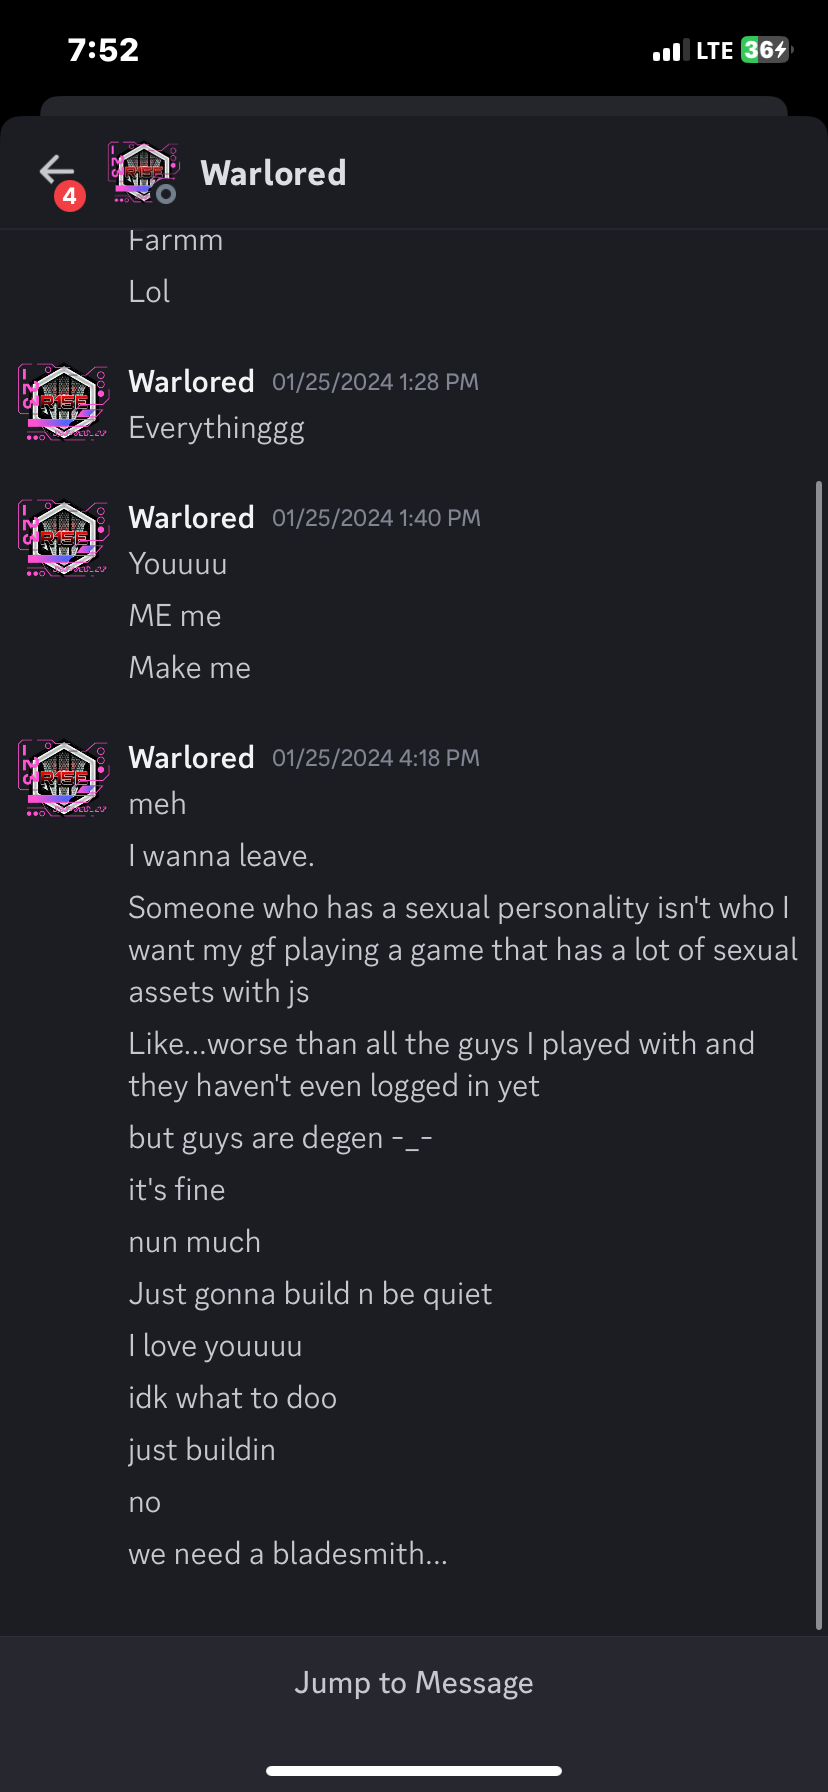 7:52
LTE
36
4
Warlored
Farmm
Lol
Warlored 01/25/2024 1:28 PM
Everythinggg
Warlored 01/25/2024 1:40 PM
Youuuu
ME me
Make me
Warlored 01/25/2024 4:18 PM
meh
I wanna leave.
Someone who has a sexual personality isn't who I
want my gf playing a game that has a lot of sexual
assets with js
Like...worse than all the guys I played with and
they haven't even logged in yet
but guys are degen -_-
it's fine
nun much
Just gonna build n be quiet
I love youuuu
idk what to doo
just buildin
no
we need a bladesmith...
Jump to Message